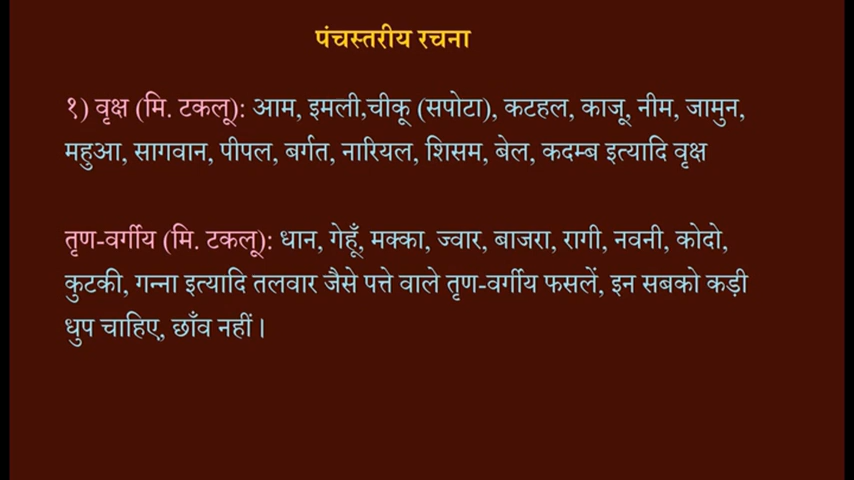 पंचस्तरीय रचना
१) वृक्ष (मि. टकलू): आम, इमली,चीकू (सपोटा), कटहल, काजू, नीम, जामुन,
महुआ, सागवान, पीपल, बर्गत, नारियल, शिसम, बेल, कदम्ब इत्यादि वृक्ष
तृण-वर्गीय (मि. टकलू): धान, गेहूँ, मक्का, ज्वार, बाजरा, रागी, नवनी, कोदो,
कुटकी, गन्ना इत्यादि तलवार जैसे पत्ते वाले तृण-वर्गीय फसलें, इन सबको कड़ी
धुप चाहिए, छाँव नहीं।